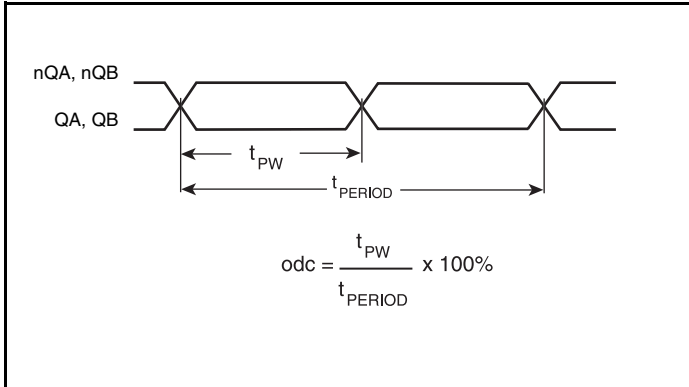 nQA, nQB
QA, QB
tPW
tPERIOD
odc = tPW / tPERIOD x 100%